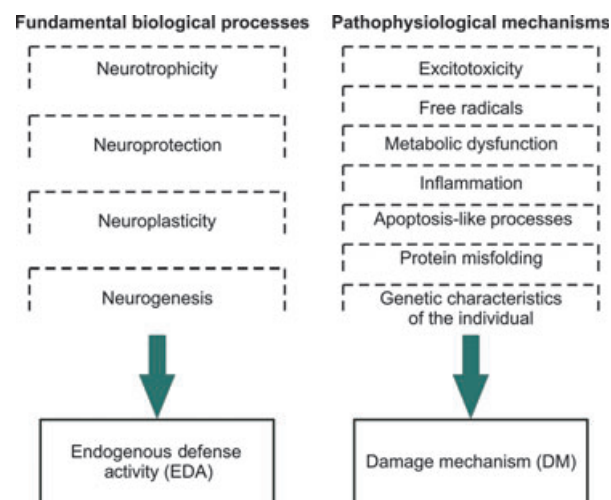 Fundamental biological processes
Neurotrophicity
Neuroprotection
Neuroplasticity
Neurogenesis
Endogenous defense
activity (EDA)
Pathophysiological mechanisms
Excitotoxicity
Free radicals
Metabolic dysfunction
Inflammation
Apoptosis-like processes
Protein misfolding
Genetic characteristics
of the individual
Damage mechanism (DM)